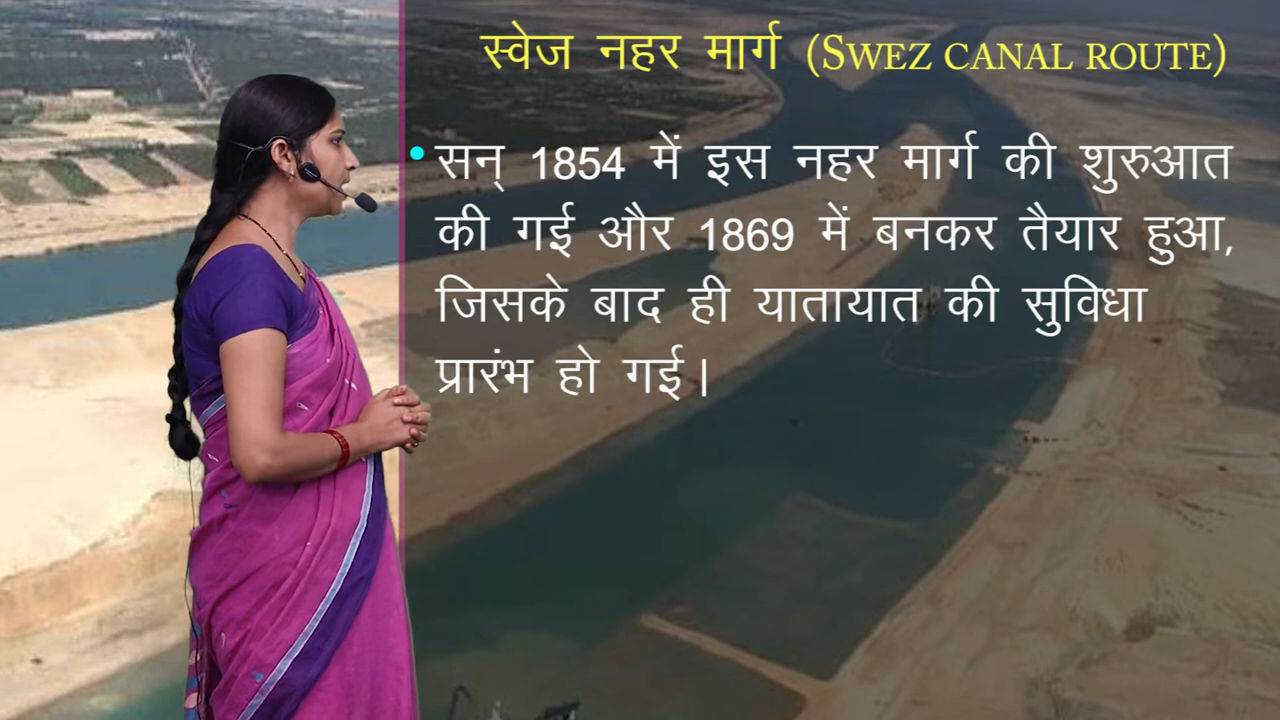 स्वेज नहर मार्ग (SWEZ CANAL ROUTE)
• सन् 1854 में इस नहर मार्ग की शुरुआत
की गई और 1869 में बनकर तैयार हुआ,
जिसके बाद ही यातायात की सुविधा
प्रारंभ हो गई।